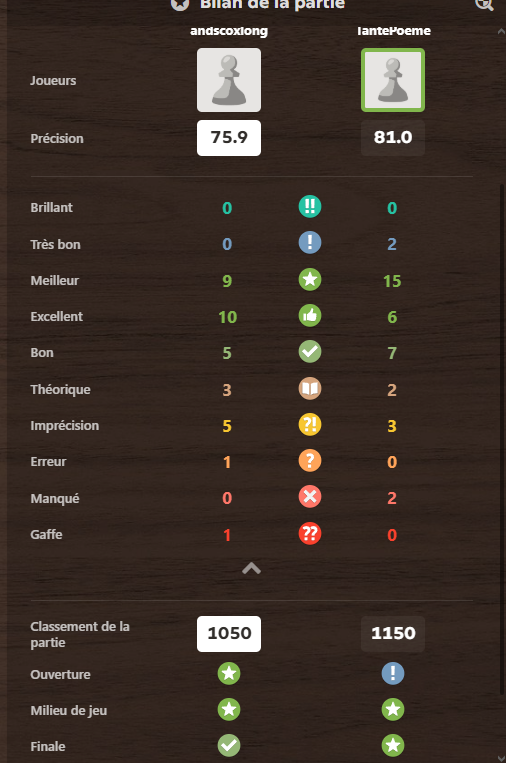 Bilan de la partie
andscoxlong TantePoeme
Joueurs
Précision 75.9 81.0
Brillant 0 !! 0
Très bon 0 ! 2
Meilleur 9 15
Excellent 10 6
Bon 5 7
Théorique 3 2
Imprécision 5 ?! 3
Erreur 1 ? 0
Manqué 0 2
Gaffe 1 ?? 0
Classement de la
partie 1050 1150
Ouverture !
Milieu de jeu
Finale